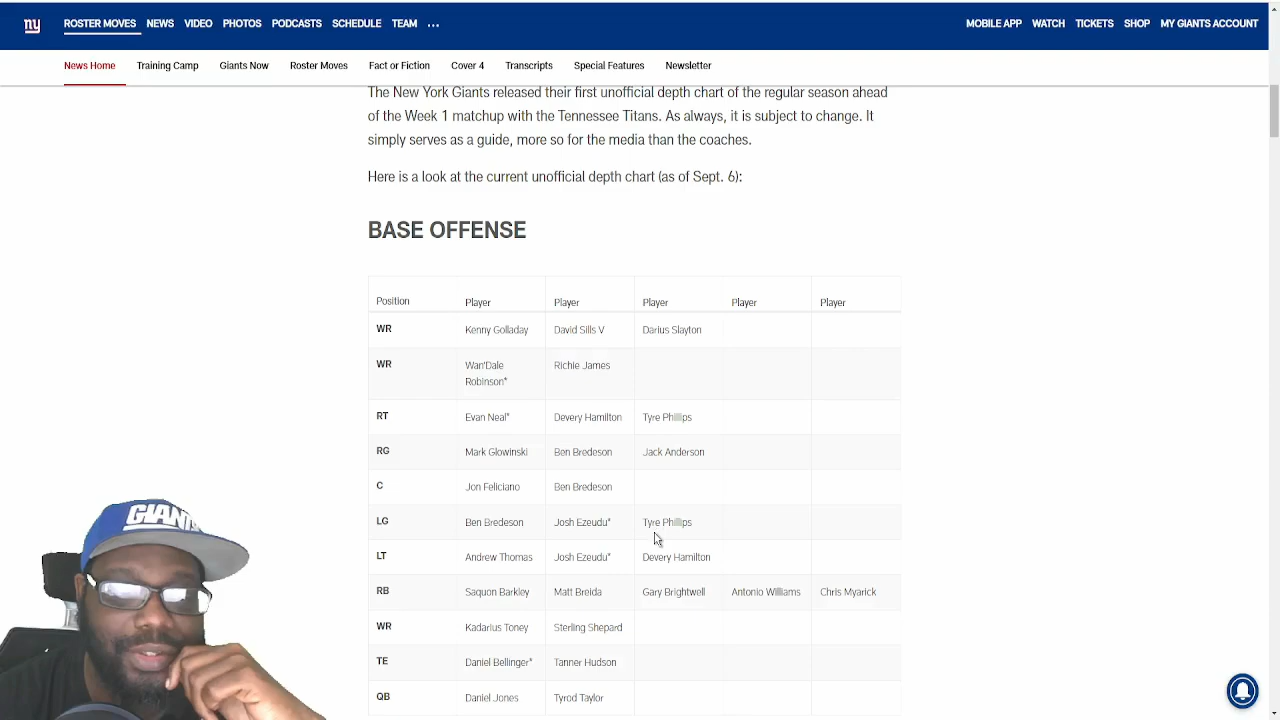 ny ROSTER MOVES NEWS VIDEO PHOTOS PODCASTS SCHEDULE TEAM ... MOBILE APP WATCH TICKETS SHOP MY GIANTS ACCOUNT
News Home Training Camp Giants Now Roster Moves Fact or Fiction Cover 4 Transcripts Special Features Newsletter
The New York Giants released their first unofficial depth chart of the regular season ahead
of the Week 1 matchup with the Tennessee Titans. As always, it is subject to change. It
simply serves as a guide, more so for the media than the coaches.
Here is a look at the current unofficial depth chart (as of Sept. 6):
BASE OFFENSE
Position Player Player Player Player Player
WR Kenny Golladay David Sills V Darius Slayton
WR Wan'Dale Richie James
Robinson*
RT Evan Neal* Devery Hamilton Tyre Phillips
RG Mark Glowinski Ben Bredeson Jack Anderson
C Jon Feliciano Ben Bredeson
LG Ben Bredeson Josh Ezeudu* Tyre Phillips
LT Andrew Thomas Josh Ezeudu* Devery Hamilton
RB Saquon Barkley Matt Breida Gary Brightwell Antonio Williams Chris Myarick
WR Kadarius Toney Sterling Shepard
TE Daniel Bellinger* Tanner Hudson
QB Daniel Jones Tyrod Taylor
GIANTS